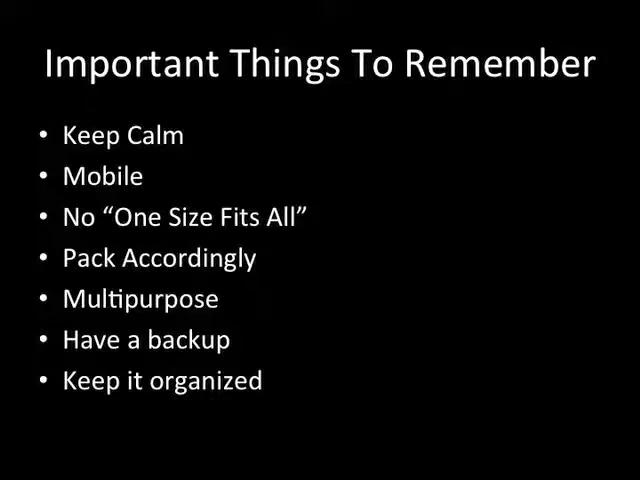 Important Things To Remember
• Keep Calm
• Mobile
• No “One Size Fits All”
• Pack Accordingly
• Multipurpose
• Have a backup
• Keep it organized